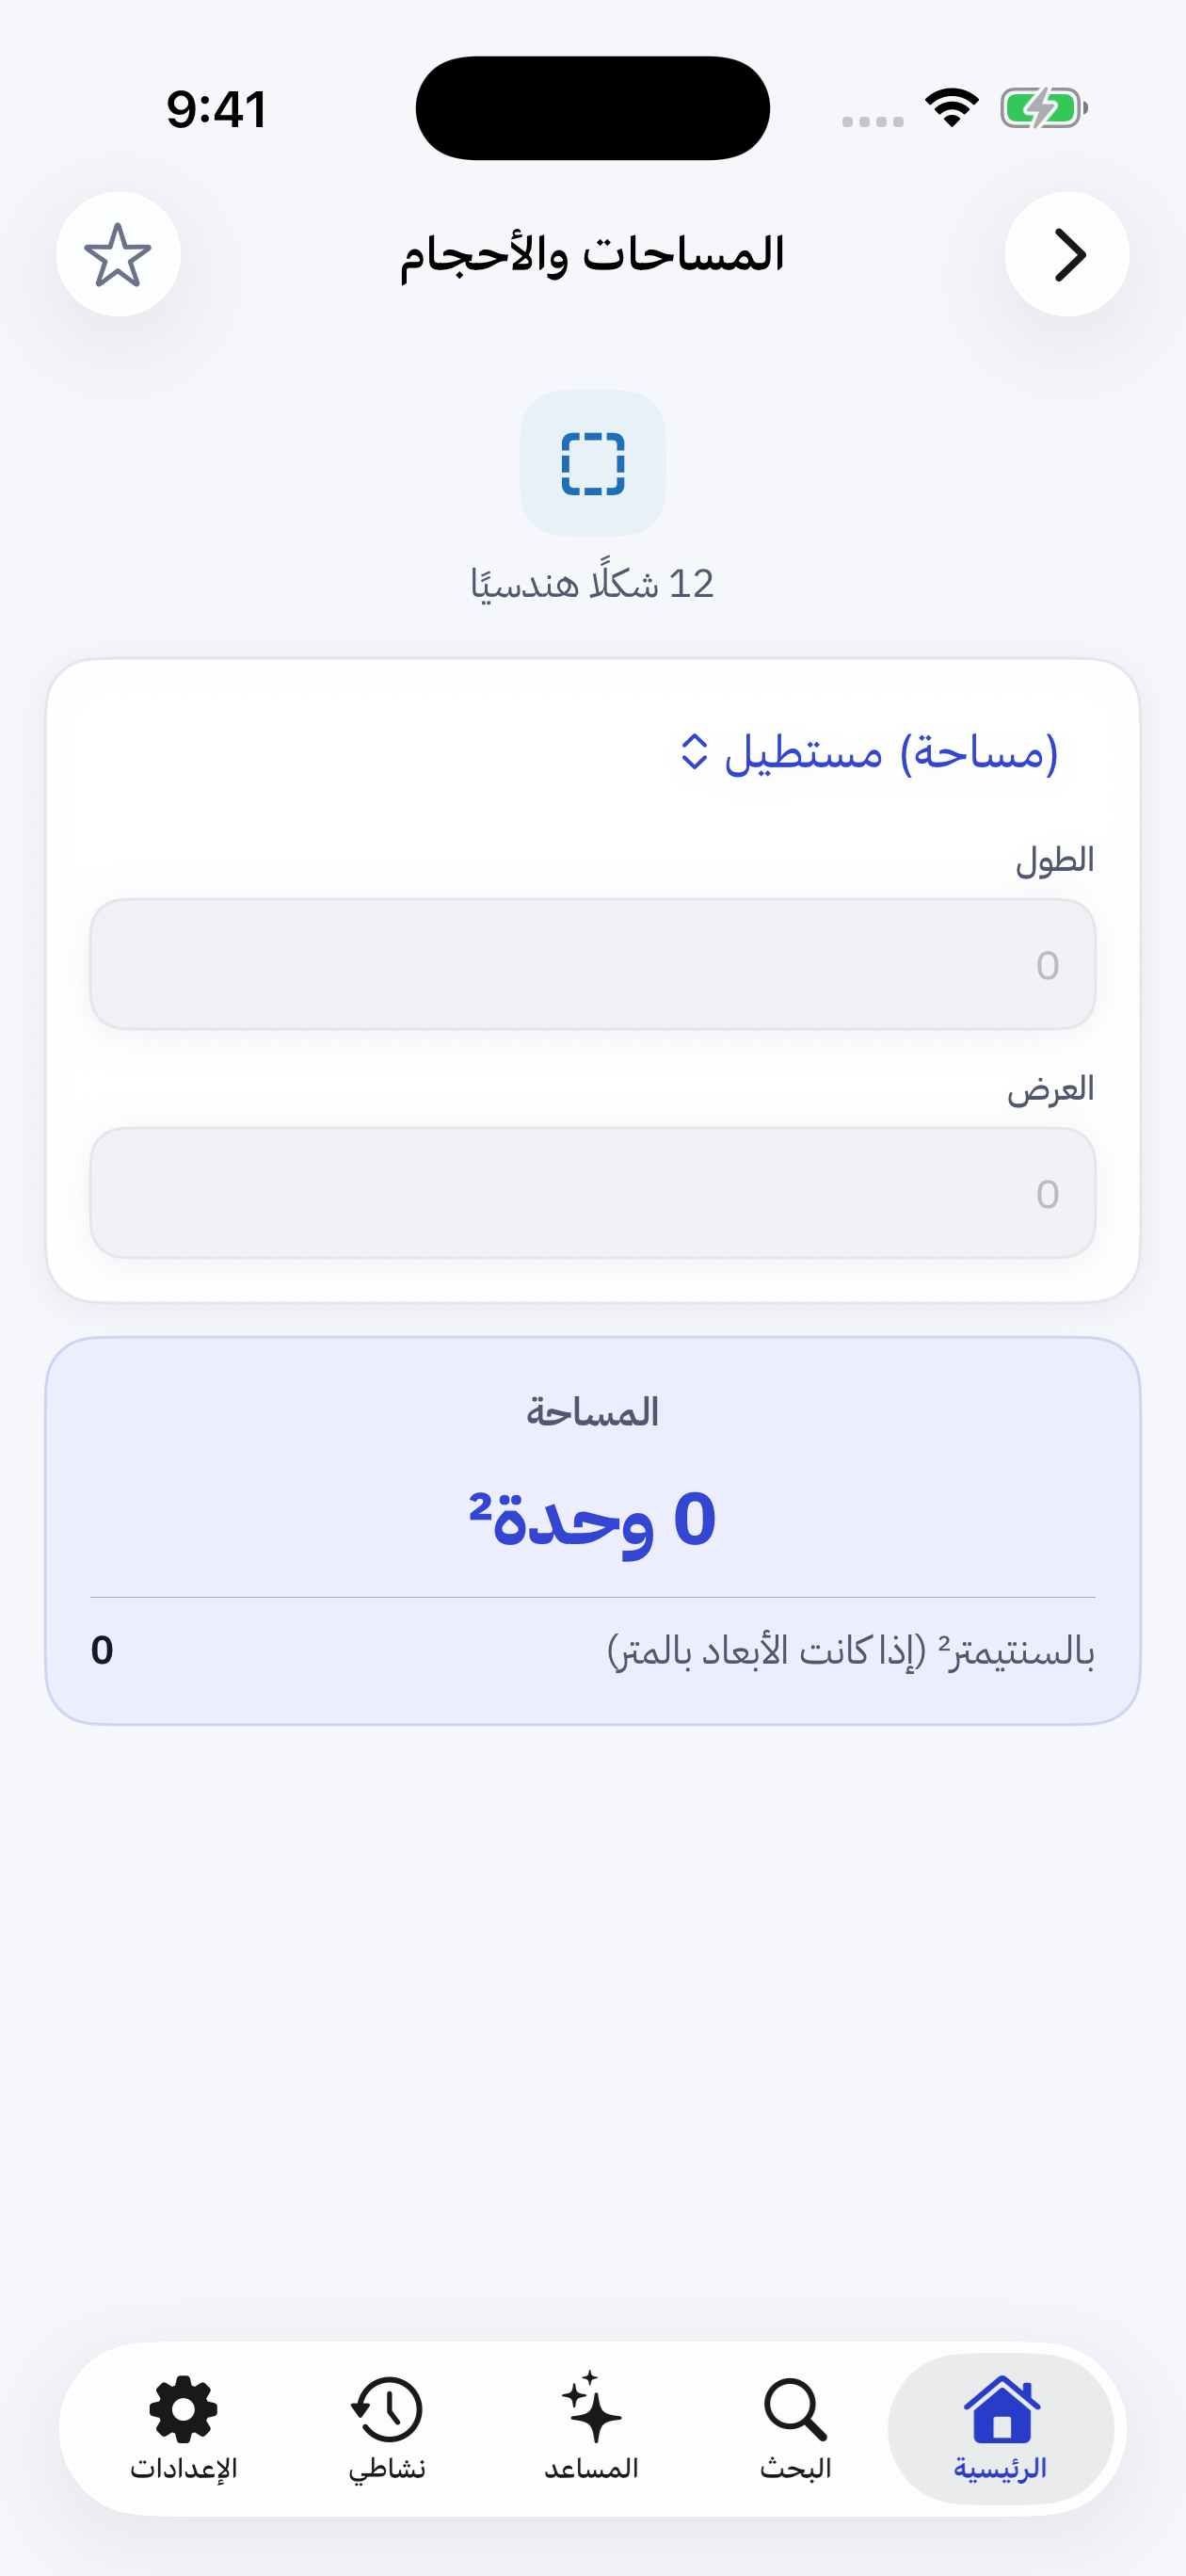 9:41
المساحات والأحجام
12 شكلًا هندسيًا
(مساحة) مستطيل
الطول
0
العرض
0
المساحة
0 وحدة²
بالسنتيمتر² (إذا كانت الأبعاد بالمتر) 0
الرئيسية
البحث
المساعد
نشاطي
الإعدادات